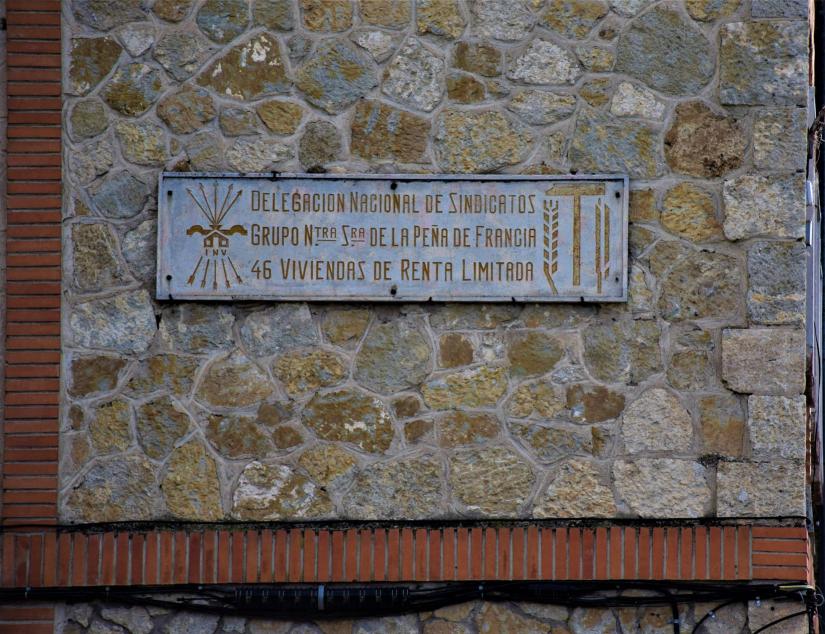 DELEGACION NACIONAL DE SINDICATOS
GRUPO NTRA SRA DE LA PEÑA DE FRANCIA
46 VIVIENDAS DE RENTA LIMITADA
INV